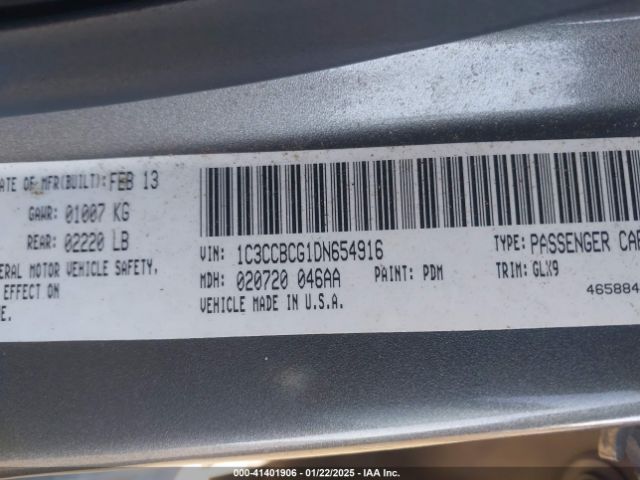 ATE OF MFR(BUILT): FEB 13
GAWR: 01007 KG
REAR: 02220 LB
ERAL MOTOR VEHICLE SAFETY,
EFFECT ON
E.
VIN: 1C3CCBCG1DN654916 TYPE: PASSENGER CAR
MDH: 020720 046AA PAINT: PDM TRIM: GLX9
VEHICLE MADE IN U.S.A.
465884
000-41401906 - 01/22/2025 - IAA Inc.